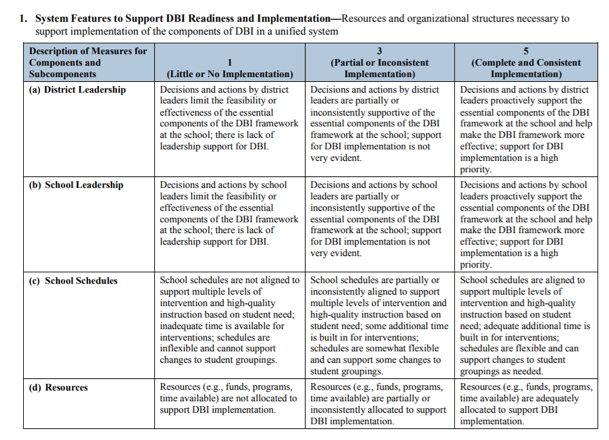 1. System Features to Support DBI Readiness and Implementation—Resources and organizational structures necessary to
support implementation of the components of DBI in a unified system
Description of Measures for
Components and
Subcomponents
1
(Little or No Implementation)
3
(Partial or Inconsistent
Implementation)
5
(Complete and Consistent
Implementation)
(a) District Leadership
Decisions and actions by district
leaders limit the feasibility or
effectiveness of the essential
components of the DBI framework
at the school; there is lack of
leadership support for DBI.
Decisions and actions by district
leaders are partially or
inconsistently supportive of the
essential components of the DBI
framework at the school; support
for DBI implementation is not
very evident.
Decisions and actions by district
leaders proactively support the
essential components of the DBI
framework at the school and help
make the DBI framework more
effective; support for DBI
implementation is a high
priority.
(b) School Leadership
Decisions and actions by school
leaders limit the feasibility or
effectiveness of the essential
components of the DBI framework
at the school; there is lack of
leadership support for DBI.
Decisions and actions by school
leaders are partially or
inconsistently supportive of the
essential components of the DBI
framework at the school; support
for DBI implementation is not
very evident.
Decisions and actions by school
leaders proactively support the
essential components of the DBI
framework at the school and help
make the DBI framework more
effective; support for DBI
implementation is a high
priority.
(c) School Schedules
School schedules are not aligned to
support multiple levels of
intervention and high-quality
instruction based on student need;
inadequate time is available for
interventions; schedules are
inflexible and cannot support
changes to student groupings.
School schedules are partially or
inconsistently aligned to support
multiple levels of intervention and
high-quality instruction based on
student need; some additional time
is built in for interventions;
schedules are somewhat flexible
and can support some changes to
student groupings.
School schedules are aligned to
support multiple levels of
intervention and high-quality
instruction based on student
need; adequate additional time is
built in for interventions;
schedules are flexible and can
support changes to student
groupings as needed.
(d) Resources
Resources (e.g., funds, programs,
time available) are not allocated to
support DBI implementation.
Resources (e.g., funds, programs,
time available) are partially or
inconsistently allocated to support
DBI implementation.
Resources (e.g., funds, programs,
time available) are adequately
allocated to support DBI
implementation.